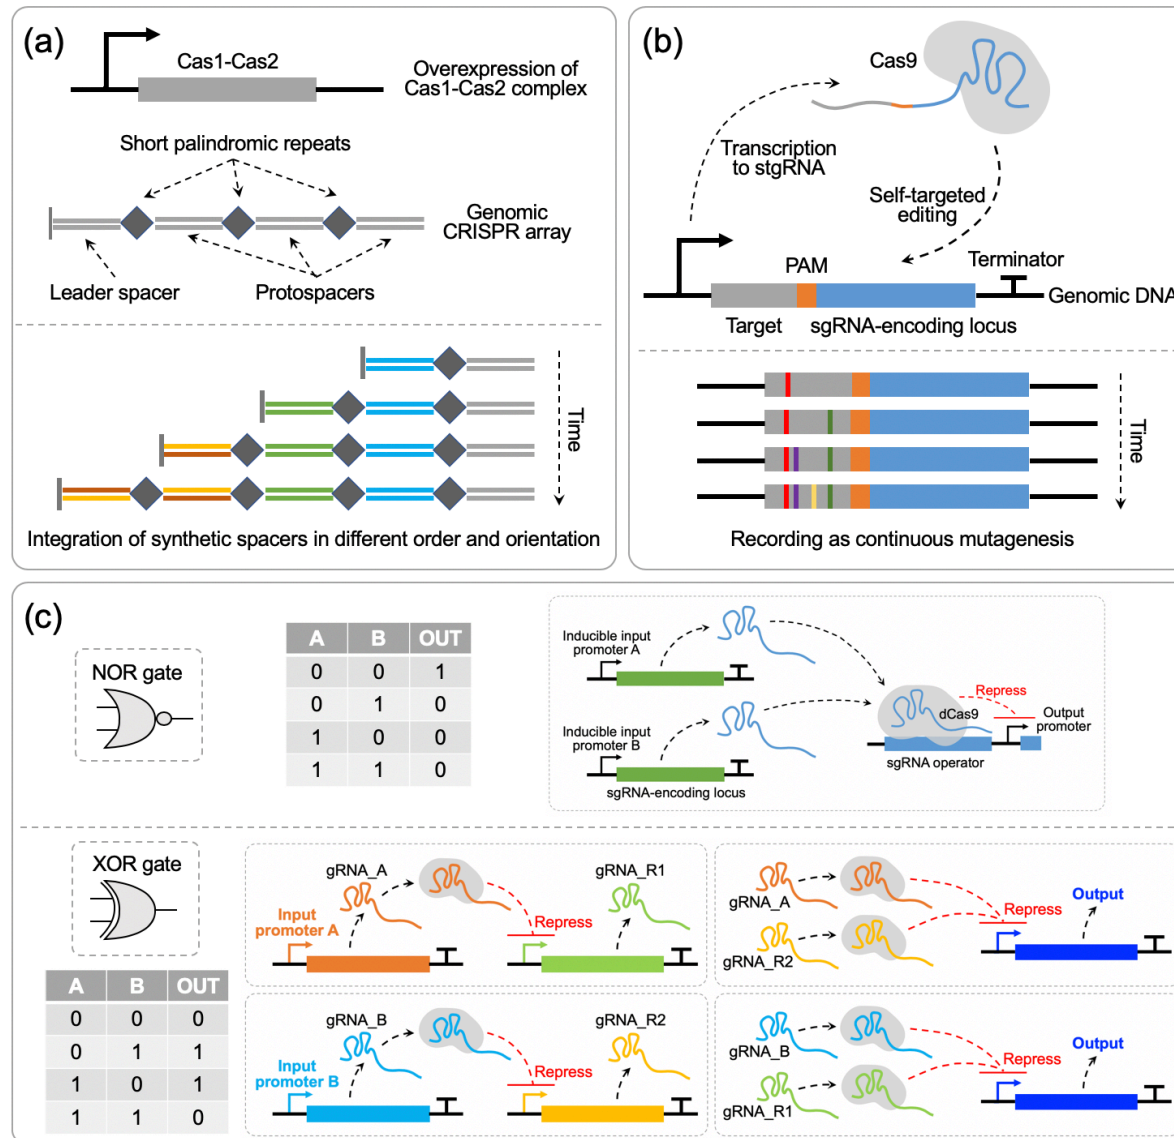 (a)
Cas1-Cas2
Overexpression of
Cas1-Cas2 complex
Short palindromic repeats
Genomic
CRISPR array
Leader spacer
Protospacers
Time
Integration of synthetic spacers in different order and orientation
(b)
Cas9
Transcription
to stgRNA
Self-targeted
editing
PAM
Terminator
Genomic DNA
Target
sgRNA-encoding locus
Time
Recording as continuous mutagenesis
(c)
NOR gate
A B OUT
0 0 1
0 1 0
1 0 0
1 1 0
Inducible input
promoter A
Inducible input
promoter B
sgRNA-encoding locus
Repress
dCas9
Output
promoter
sgRNA operator
XOR gate
A B OUT
0 0 0
0 1 1
1 0 1
1 1 0
gRNA_A
gRNA_R1
Input
promoter A
Repress
gRNA_A
gRNA_R2
Repress
Output
gRNA_B
gRNA_R2
Input
promoter B
Repress
gRNA_B
gRNA_R1
Repress
Output